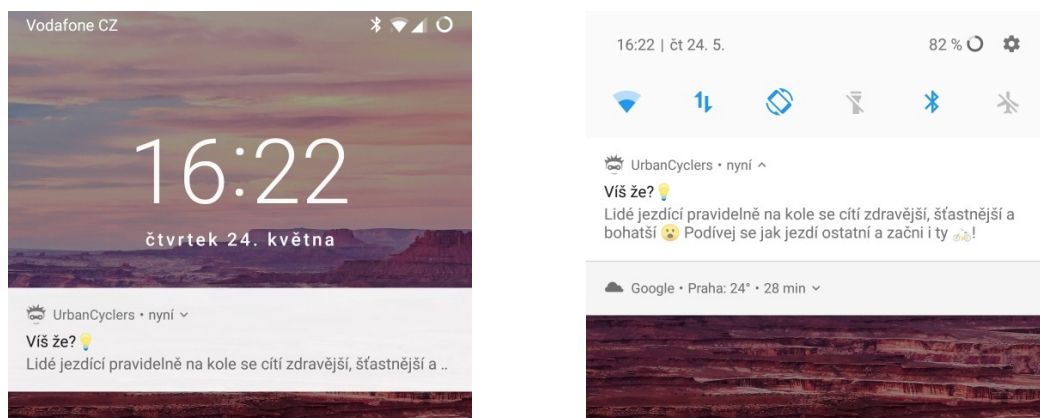 Vodafone CZ
16:22
čtvrtek 24. května
UrbanCyclers • nyní
Víš že?💡
Lidé jezdící pravidelně na kole se cítí zdravější, šťastnější a ..
16:22 | čt 24. 5.
82 %
UrbanCyclers • nyní
Víš že?💡
Lidé jezdící pravidelně na kole se cítí zdravější, šťastnější a
bohatší 😮 Podívej se jak jezdí ostatní a začni i ty 🚲!
Google • Praha: 24° • 28 min